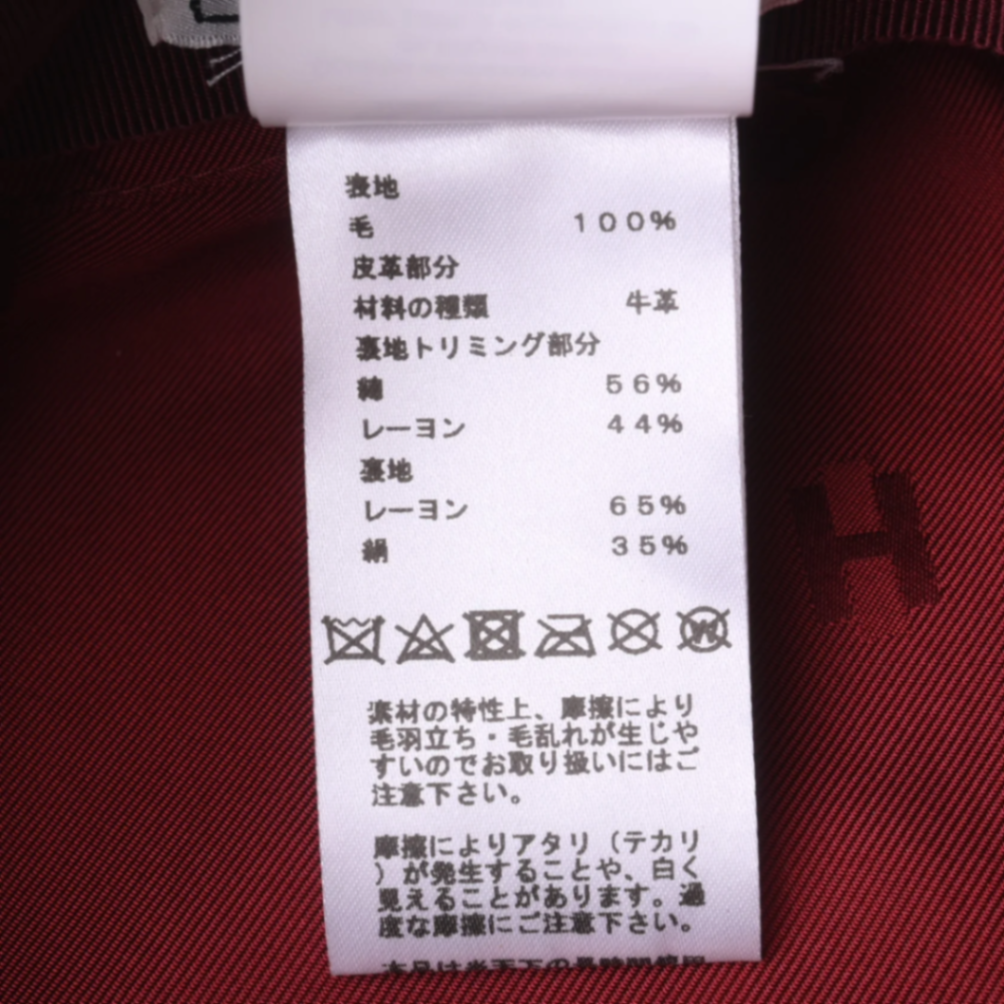 表地
毛 100%
皮革部分
材料の種類 牛革
裏地トリミング部分
綿 56%
レーヨン 44%
裏地
レーヨン 65%
絹 35%
W
素材の特性上、摩擦により
毛羽立ち・毛乱れが生じや
すいのでお取り扱いにはご
注意下さい。
摩擦によりアタリ（テカリ
）が発生することや、白く
見えることがあります。過
度な摩擦にご注意下さい。
H